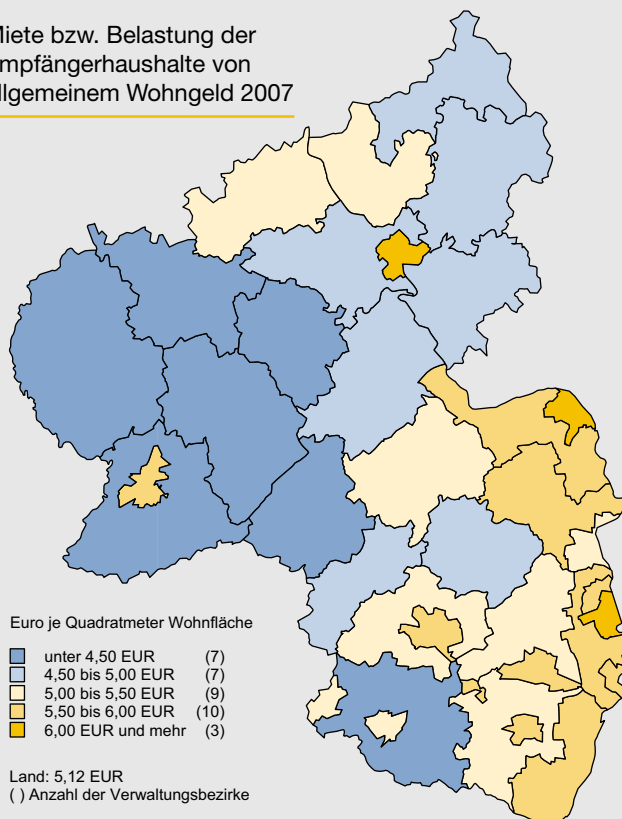 Miete bzw. Belastung der
mpfängerhaushalte von
llgemeinem Wohngeld 2007
Euro je Quadratmeter Wohnfläche
unter 4,50 EUR (7)
4,50 bis 5,00 EUR (7)
5,00 bis 5,50 EUR (9)
5,50 bis 6,00 EUR (10)
6,00 EUR und mehr (3)
Land: 5,12 EUR
( ) Anzahl der Verwaltungsbezirke